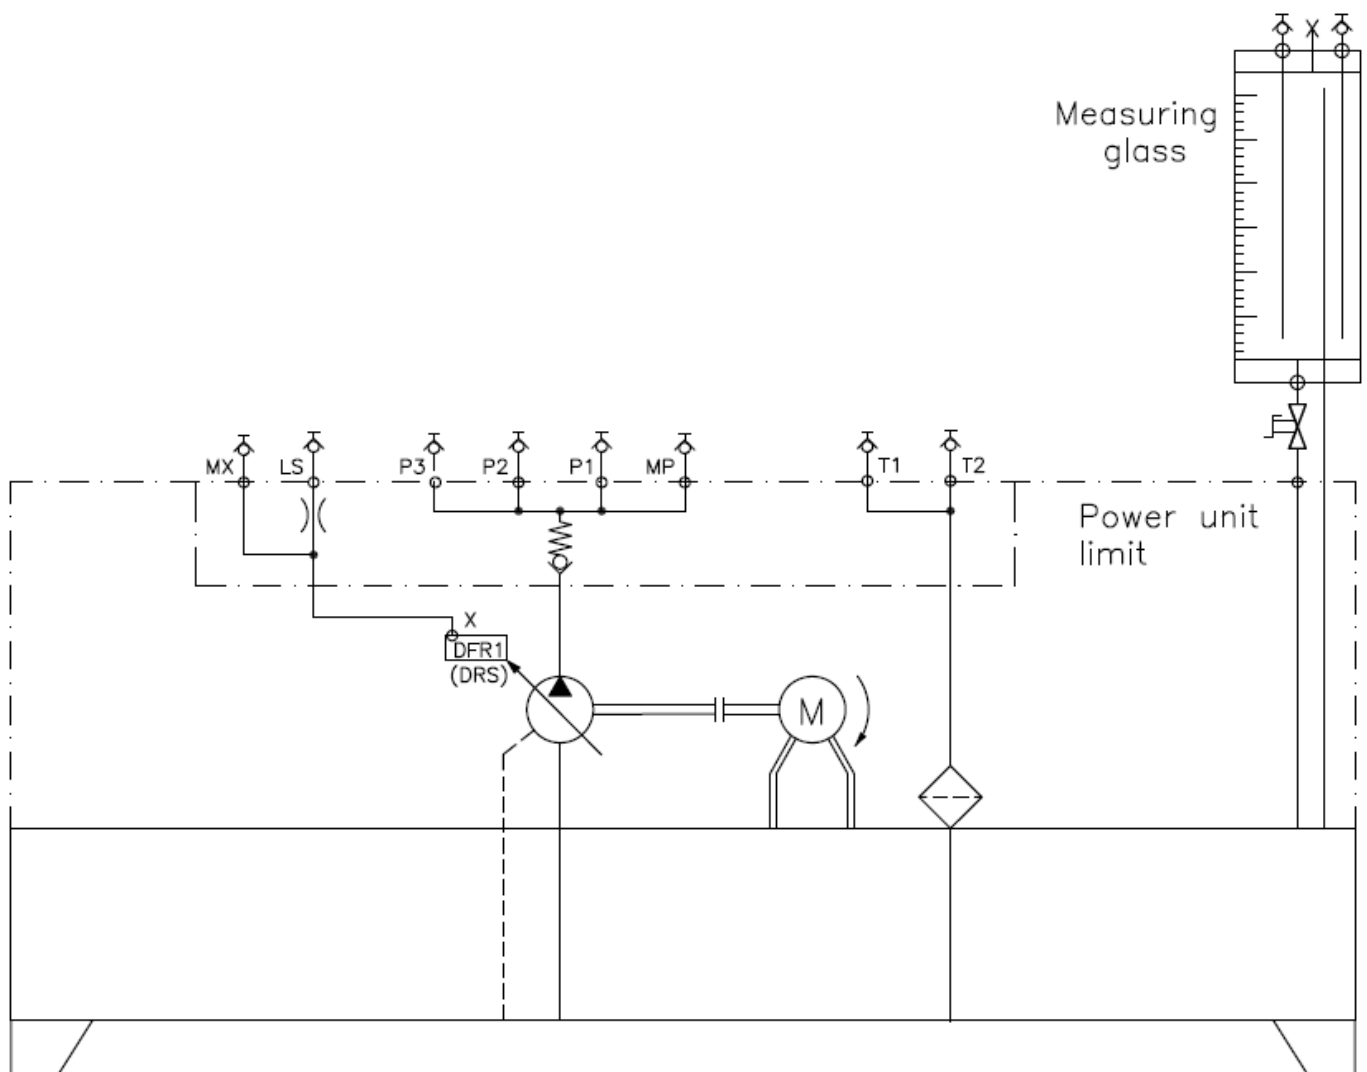 Measuring
glass
MX LS P3 P2 P1 MP T1 T2
Power unit
limit
X
DFR1
(DRS)
M